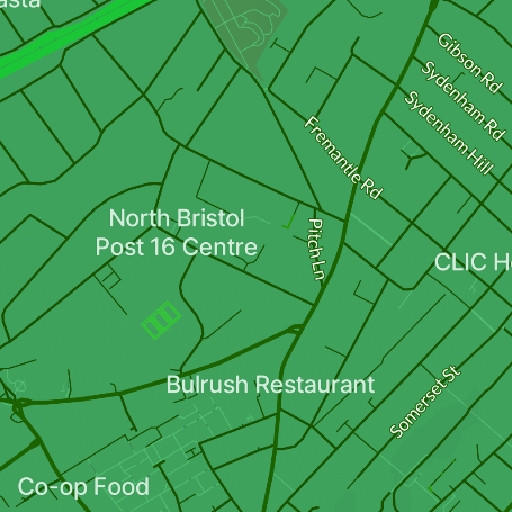 Gibson Rd
Sydenham Rd
Sydenham Hill
Fremantle Rd
North Bristol
Post 16 Centre
Pitch Ln
Bulrush Restaurant
Somerset St
Co-op Food